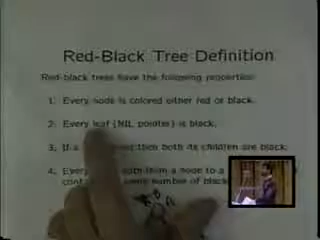 Red-Black Tree Definition
Red-black trees have the following properties:
1. Every node is colored either red or black.
2. Every leaf (NIL pointer) is black.
3. If a then both its children are black.
4. Every from a node to a
number of black